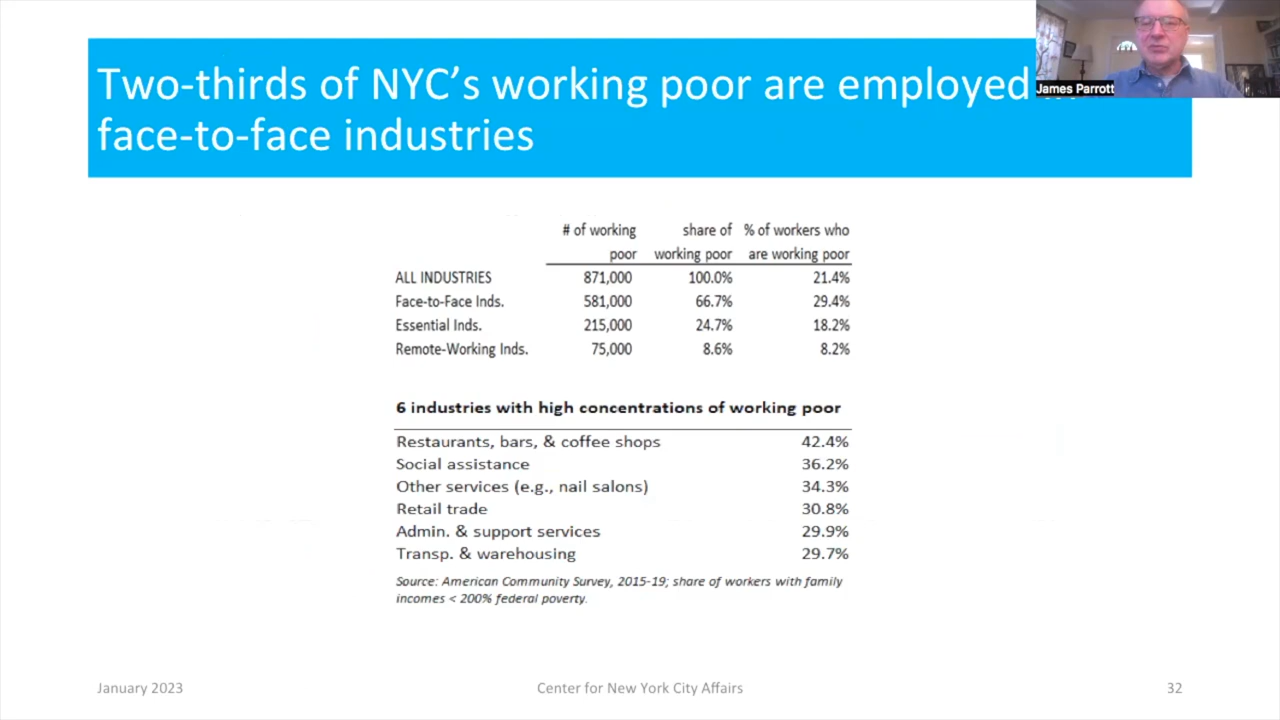 Two-thirds of NYC's working poor are employed
face-to-face industries
James Parrott
# of working share of % of workers who
poor working poor are working poor
ALL INDUSTRIES 871,000 100.0% 21.4%
Face-to-Face Inds. 581,000 66.7% 29.4%
Essential Inds. 215,000 24.7% 18.2%
Remote-Working Inds. 75,000 8.6% 8.2%
6 industries with high concentrations of working poor
Restaurants, bars, & coffee shops 42.4%
Social assistance 36.2%
Other services (e.g., nail salons) 34.3%
Retail trade 30.8%
Admin. & support services 29.9%
Transp. & warehousing 29.7%
Source: American Community Survey, 2015-19; share of workers with family
incomes < 200% federal poverty.
January 2023 Center for New York City Affairs 32